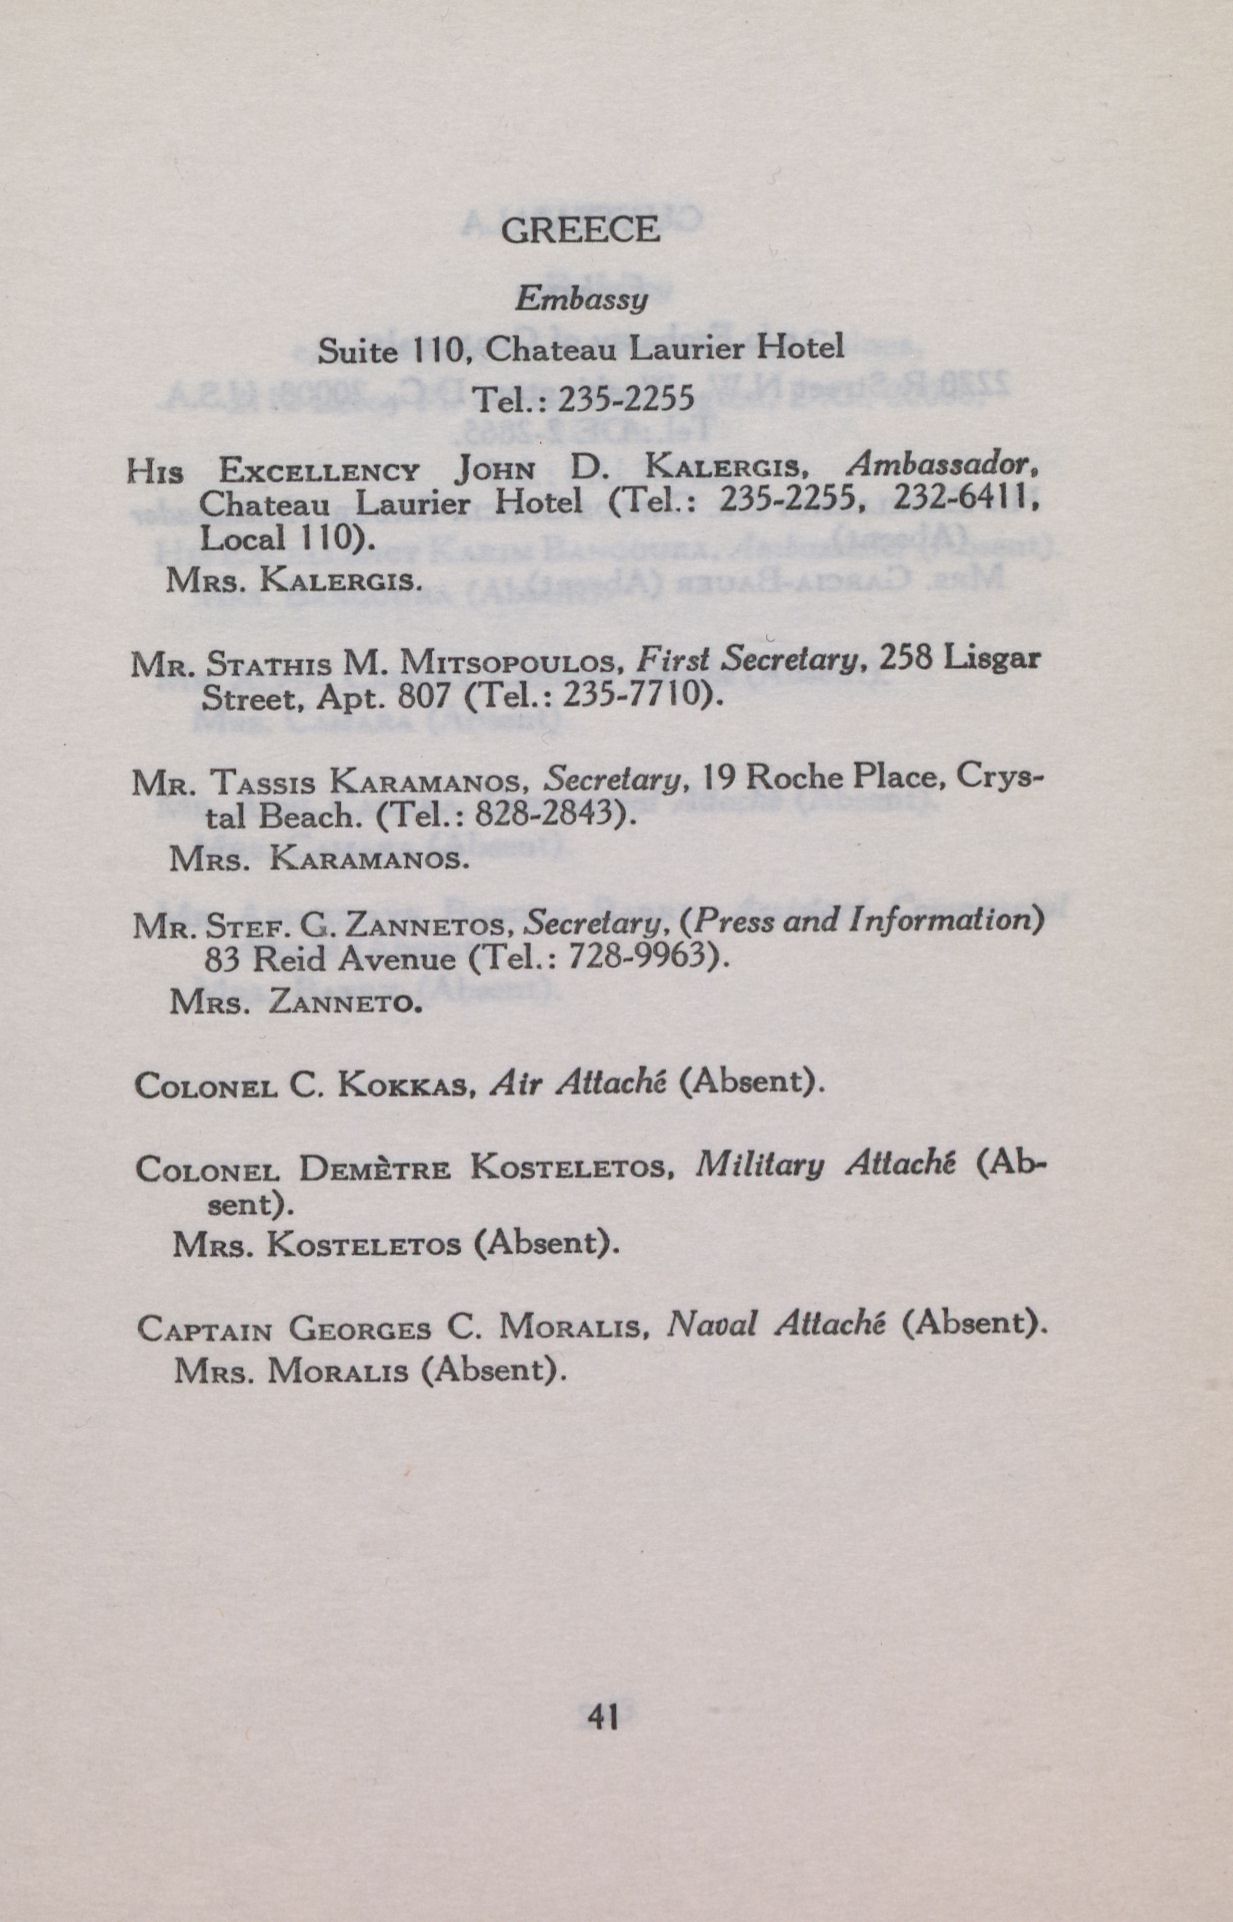 GREECE
Embassy
Suite 110, Chateau Laurier Hotel
Tel.: 235-2255
His Excellency John D. Kalergis, Ambassador,
Chateau Laurier Hotel (Tel.: 235-2255, 232-6411,
Local 110).
Mrs. Kalergis.
Mr. Stathis M. Mitsopoulos, First Secretary, 258 Lisgar
Street, Apt. 807 (Tel.: 235-7710).
Mr. Tassis Karamanos, Secretary, 19 Roche Place, Crys-
tal Beach. (Tel.: 828-2843).
Mrs. Karamanos.
Mr. Stef. G. Zannetos, Secretary, (Press and Information)
83 Reid Avenue (Tel.: 728-9963).
Mrs. Zanneto.
Colonel C. Kokkas, Air Attaché (Absent).
Colonel Demètre Kosteletos, Military Attaché (Ab-
sent).
Mrs. Kosteletos (Absent).
Captain Georges C. Moralis, Naval Attaché (Absent).
Mrs. Moralis (Absent).
41